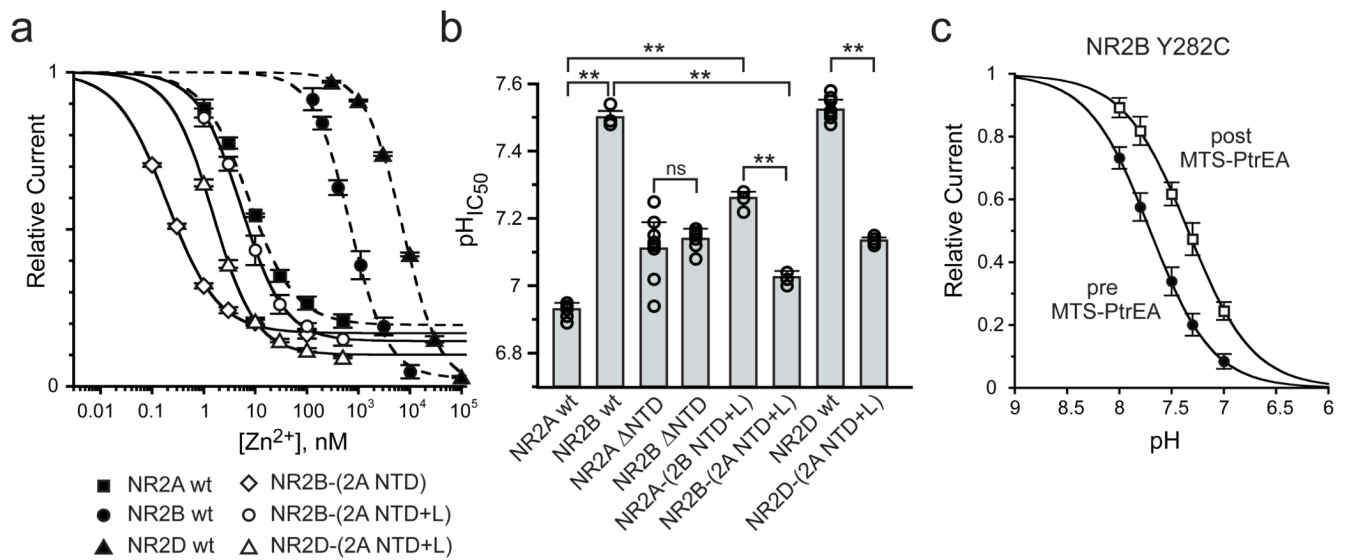 a
Relative Current
1
0
0.01 0.1 1 10 100 10³ 10⁴ 10⁵
[Zn²⁺], nM
NR2A wt
NR2B wt
NR2D wt
NR2B-(2A NTD)
NR2B-(2A NTD+L)
NR2D-(2A NTD+L)
b
pH_IC50
7.6
7.4
7.2
7
6.8
**
**
**
**
ns
**
NR2A wt
NR2B wt
NR2A ΔNTD
NR2B ΔNTD
NR2A-(2B NTD+L)
NR2B-(2A NTD+L)
NR2D wt
NR2D-(2A NTD+L)
c
NR2B Y282C
Relative Current
1
0.8
0.6
0.4
0.2
0
post
MTS-PtrEA
pre
MTS-PtrEA
9 8.5 8 7.5 7 6.5 6
pH